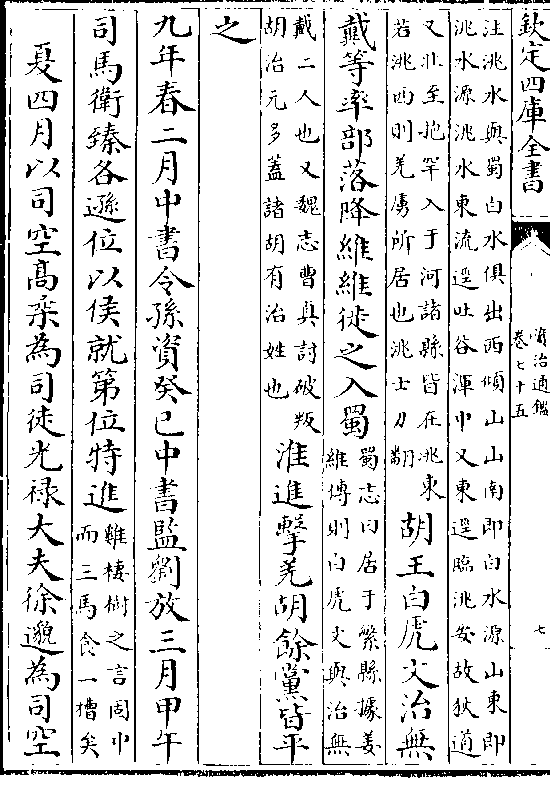 欽定四庫全書
資治通鑑
卷七十五
七
注洮水與蜀白水俱出西傾山山南即白水源山東即
洮水源洮水東流逕吐谷渾中又東逕臨洮安故狄道
又北至枹罕入于河諸縣皆在洮東
若洮西則羌虜所居也洮土刀翻
胡王白虎文治無
戴等率部落降維維徙之入蜀
蜀志曰居于繁縣據姜
維傳則白虎文與治無
戴二人也又魏志曹真討破叛
胡治元多蓋諸胡有治姓也
淮進擊羌胡餘黨皆平
之
九年春二月中書令孫資癸巳中書監劉放三月甲午
司馬衛臻各遜位以侯就第位特進
雞棲樹之言固中
而三馬食一槽矣
夏四月以司空高柔為司徒光禄大夫徐邈為司空